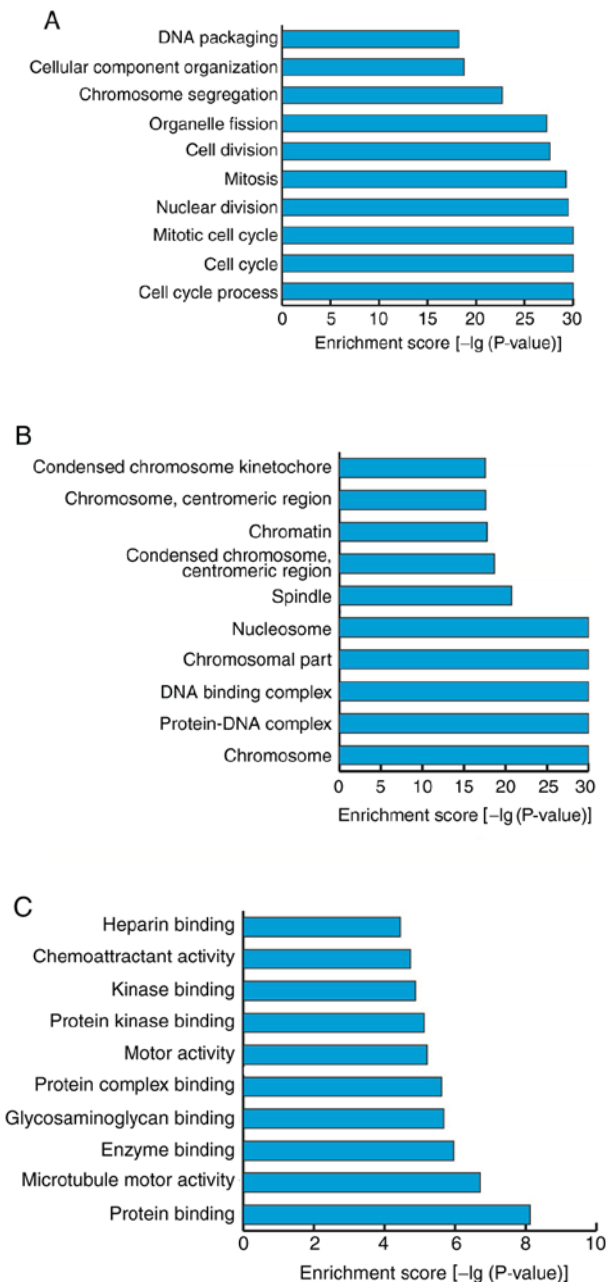 A
DNA packaging
Cellular component organization
Chromosome segregation
Organelle fission
Cell division
Mitosis
Nuclear division
Mitotic cell cycle
Cell cycle
Cell cycle process
0 5 10 15 20 25 30
Enrichment score [–lg (P-value)]
B
Condensed chromosome kinetochore
Chromosome, centromeric region
Chromatin
Condensed chromosome,
centromeric region
Spindle
Nucleosome
Chromosomal part
DNA binding complex
Protein-DNA complex
Chromosome
0 5 10 15 20 25 30
Enrichment score [–lg (P-value)]
C
Heparin binding
Chemoattractant activity
Kinase binding
Protein kinase binding
Motor activity
Protein complex binding
Glycosaminoglycan binding
Enzyme binding
Microtubule motor activity
Protein binding
0 2 4 6 8 10
Enrichment score [–lg (P-value)]